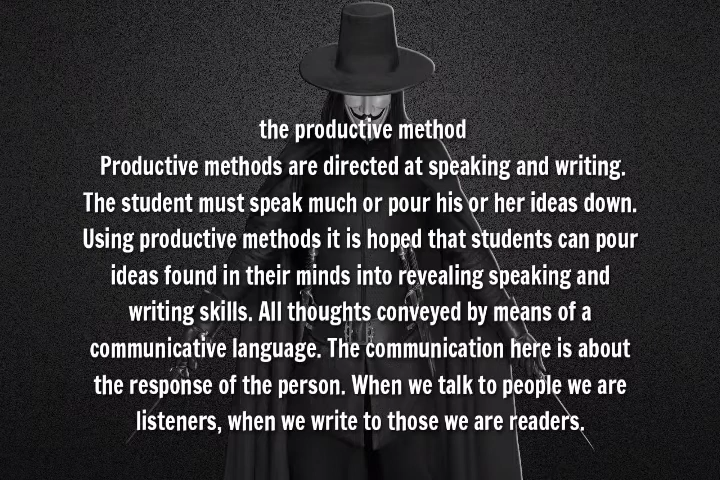 the productive method
Productive methods are directed at speaking and writing.
The student must speak much or pour his or her ideas down.
Using productive methods it is hoped that students can pour
ideas found in their minds into revealing speaking and
writing skills. All thoughts conveyed by means of a
communicative language. The communication here is about
the response of the person. When we talk to people we are
listeners, when we write to those we are readers.